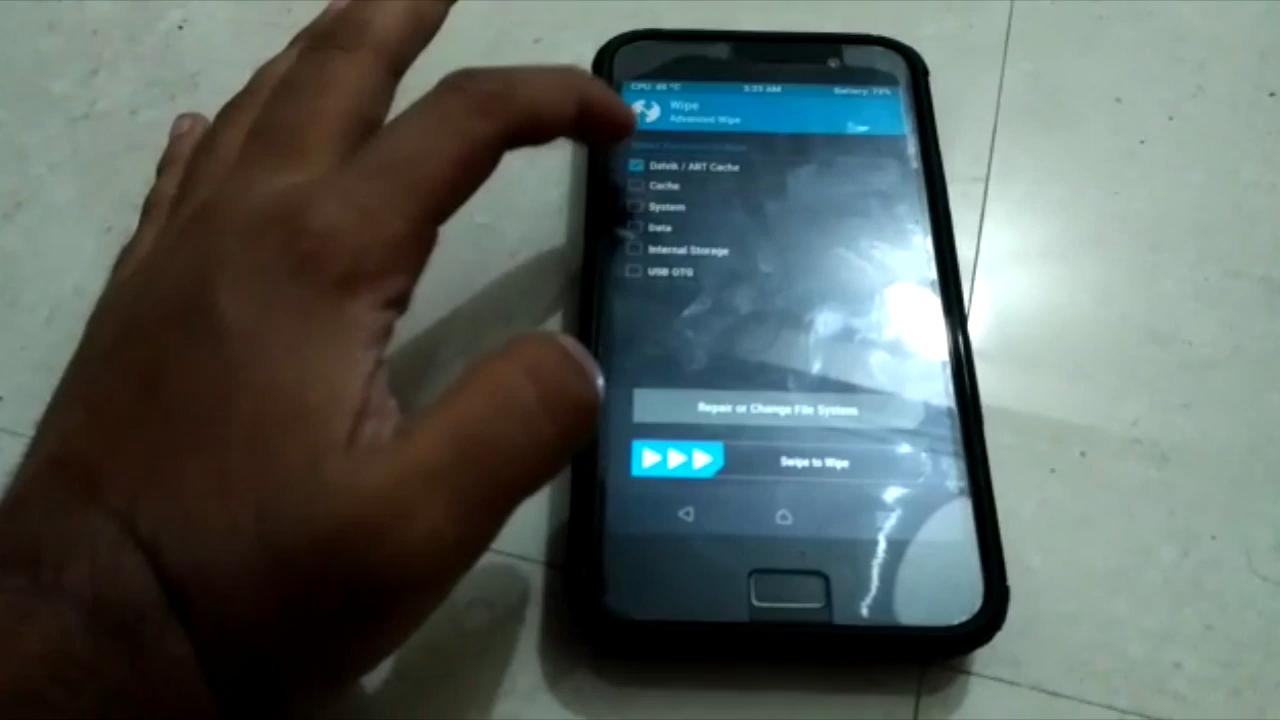 Wipe
Advanced Wipe
Dalvik / ART Cache
Cache
System
Data
Internal Storage
USB OTG
Repair or Change File System
Swipe to Wipe